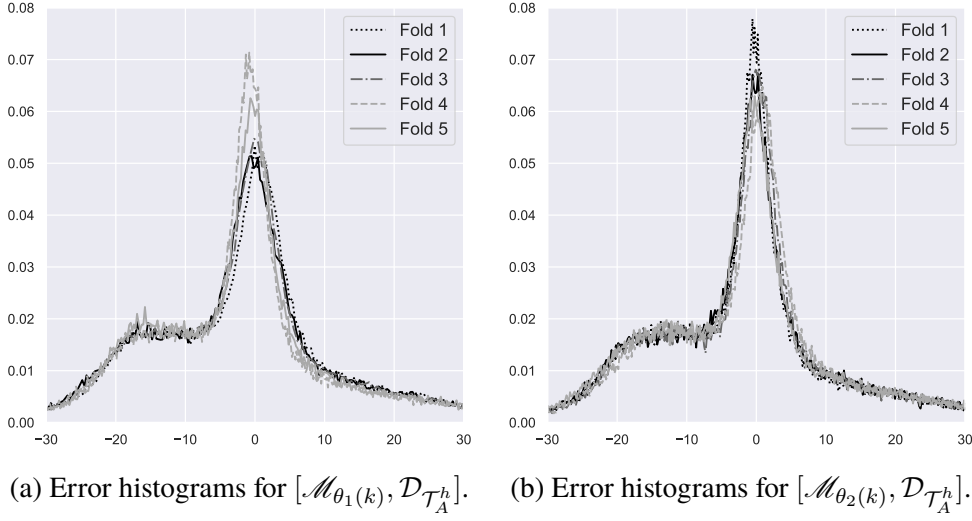 0.08
0.07
0.06
0.05
0.04
0.03
0.02
0.01
0.00
−30 −20 −10 0 10 20 30
Fold 1
Fold 2
Fold 3
Fold 4
Fold 5
(a) Error histograms for [ℳ_{θ_1(k)}, 𝒟_{𝒯_A^h}].
0.08
0.07
0.06
0.05
0.04
0.03
0.02
0.01
0.00
−30 −20 −10 0 10 20 30
Fold 1
Fold 2
Fold 3
Fold 4
Fold 5
(b) Error histograms for [ℳ_{θ_2(k)}, 𝒟_{𝒯_A^h}].